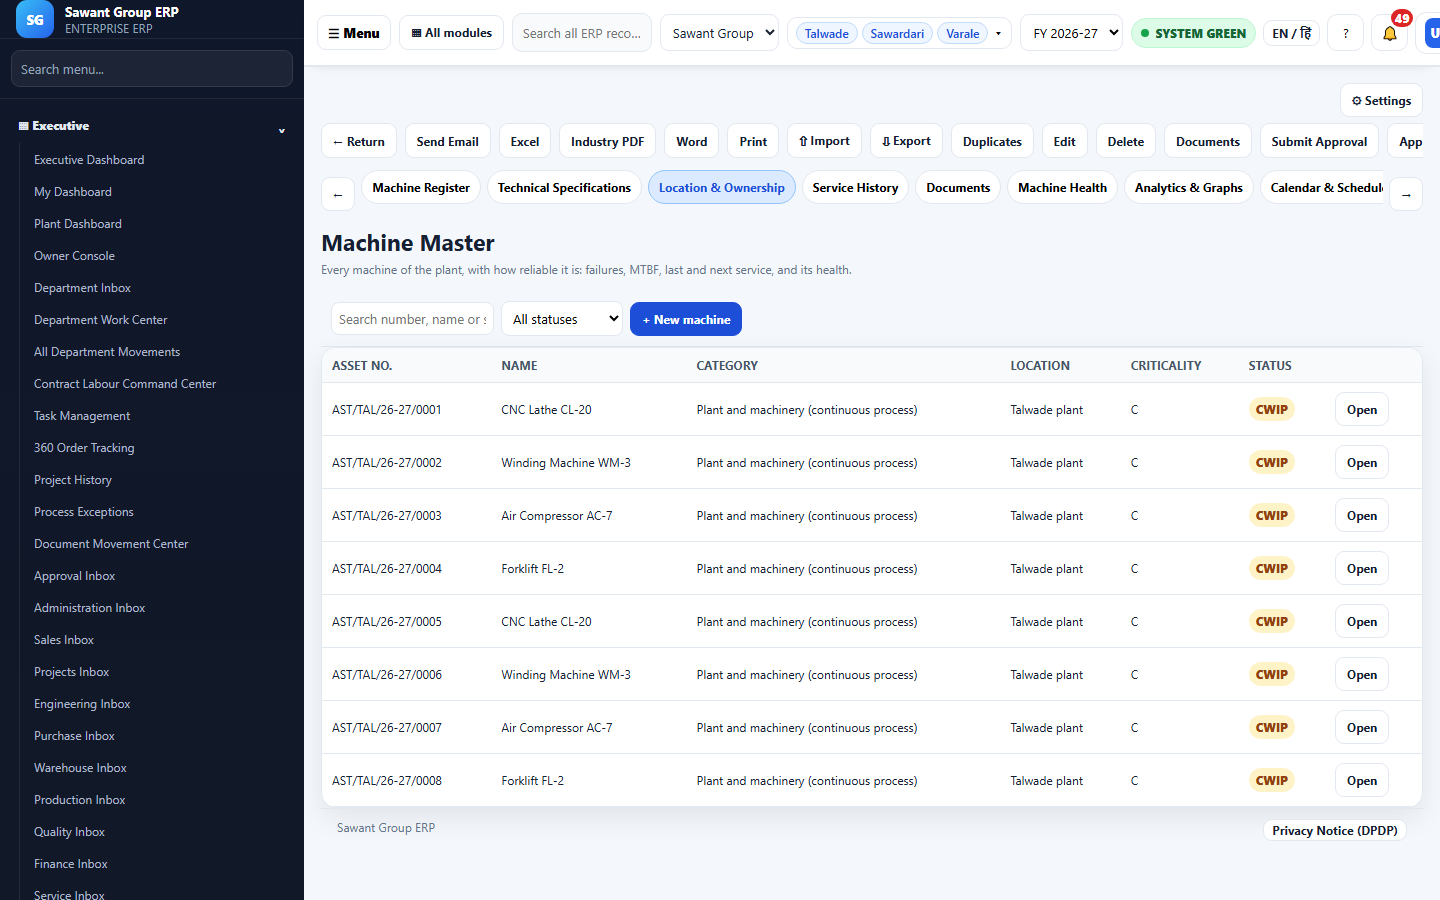 SG Sawant Group ERP
ENTERPRISE ERP
Search menu...
Executive
Executive Dashboard
My Dashboard
Plant Dashboard
Owner Console
Department Inbox
Department Work Center
All Department Movements
Contract Labour Command Center
Task Management
360 Order Tracking
Project History
Process Exceptions
Document Movement Center
Approval Inbox
Administration Inbox
Sales Inbox
Projects Inbox
Engineering Inbox
Purchase Inbox
Warehouse Inbox
Production Inbox
Quality Inbox
Finance Inbox
Service Inbox
☰ Menu All modules Search all ERP reco... Sawant Group Talwade Sawardari Varale FY 2026-27 SYSTEM GREEN EN / हिं ? 49 U
⚙ Settings
← Return Send Email Excel Industry PDF Word Print ⇧ Import ⇩ Export Duplicates Edit Delete Documents Submit Approval App
← Machine Register Technical Specifications Location & Ownership Service History Documents Machine Health Analytics & Graphs Calendar & Schedul →
Machine Master
Every machine of the plant, with how reliable it is: failures, MTBF, last and next service, and its health.
Search number, name or s All statuses + New machine
ASSET NO. NAME CATEGORY LOCATION CRITICALITY STATUS
AST/TAL/26-27/0001 CNC Lathe CL-20 Plant and machinery (continuous process) Talwade plant C CWIP Open
AST/TAL/26-27/0002 Winding Machine WM-3 Plant and machinery (continuous process) Talwade plant C CWIP Open
AST/TAL/26-27/0003 Air Compressor AC-7 Plant and machinery (continuous process) Talwade plant C CWIP Open
AST/TAL/26-27/0004 Forklift FL-2 Plant and machinery (continuous process) Talwade plant C CWIP Open
AST/TAL/26-27/0005 CNC Lathe CL-20 Plant and machinery (continuous process) Talwade plant C CWIP Open
AST/TAL/26-27/0006 Winding Machine WM-3 Plant and machinery (continuous process) Talwade plant C CWIP Open
AST/TAL/26-27/0007 Air Compressor AC-7 Plant and machinery (continuous process) Talwade plant C CWIP Open
AST/TAL/26-27/0008 Forklift FL-2 Plant and machinery (continuous process) Talwade plant C CWIP Open
Sawant Group ERP Privacy Notice (DPDP)